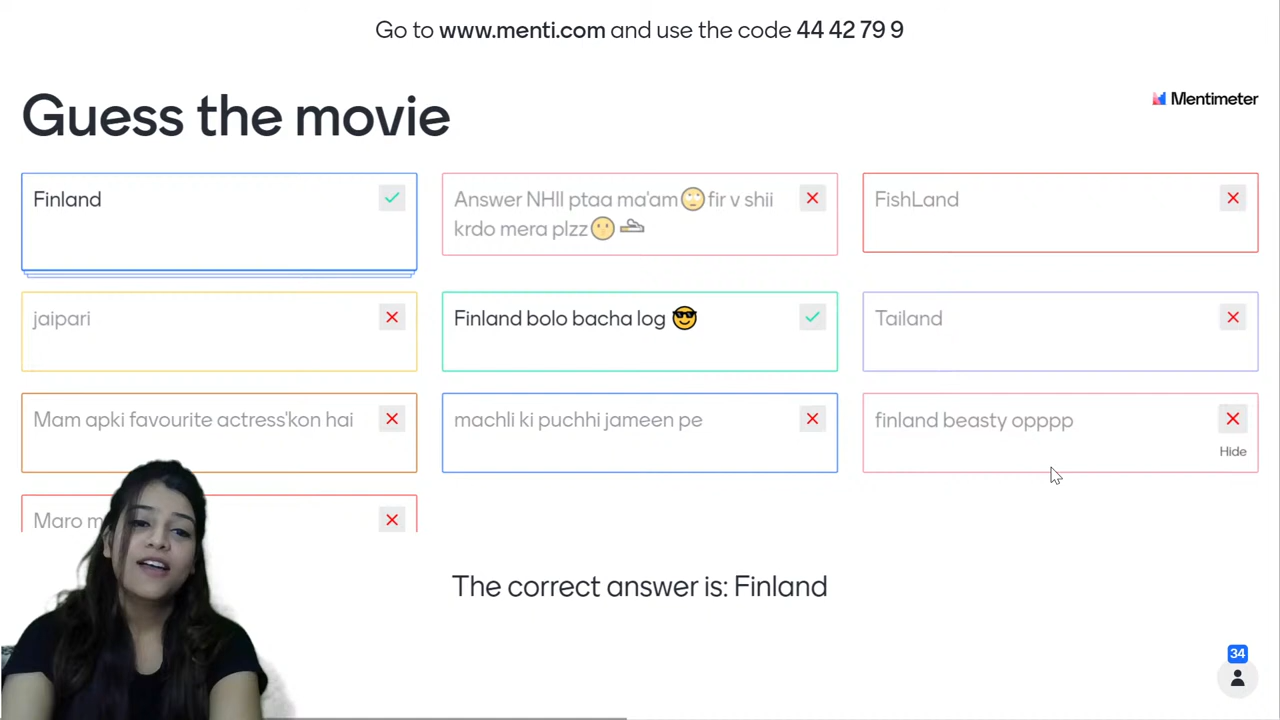 Go to www.menti.com and use the code 44 42 79 9
Guess the movie
Mentimeter
Finland
Answer NHII ptaa ma'am🙄fir v shii
krdo mera plzz😗🚬
FishLand
jaipari
Finland bolo bacha log 😎
Tailand
Mam apki favourite actress'kon hai
machli ki puchhi jameen pe
finland beasty opppp
Hide
Maro
The correct answer is: Finland
34